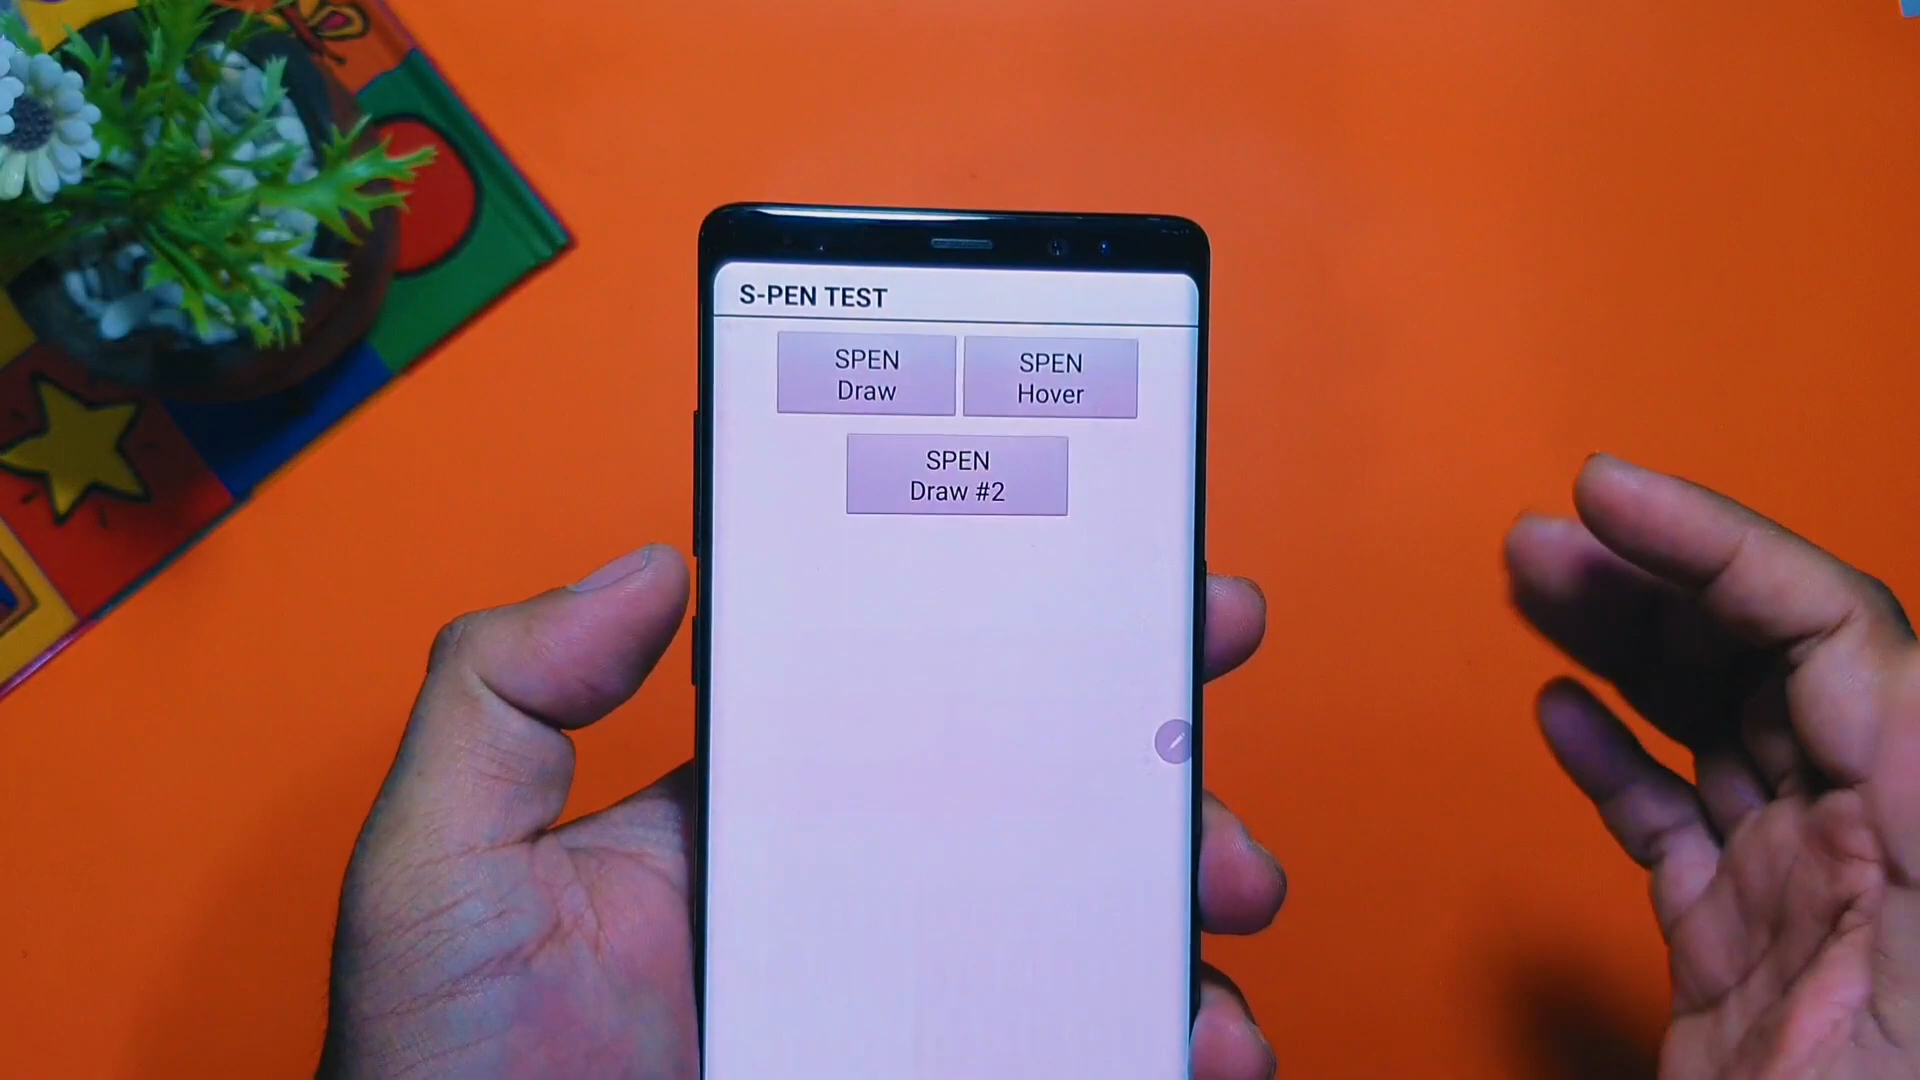 S-PEN TEST
SPEN
Draw
SPEN
Hover
SPEN
Draw #2